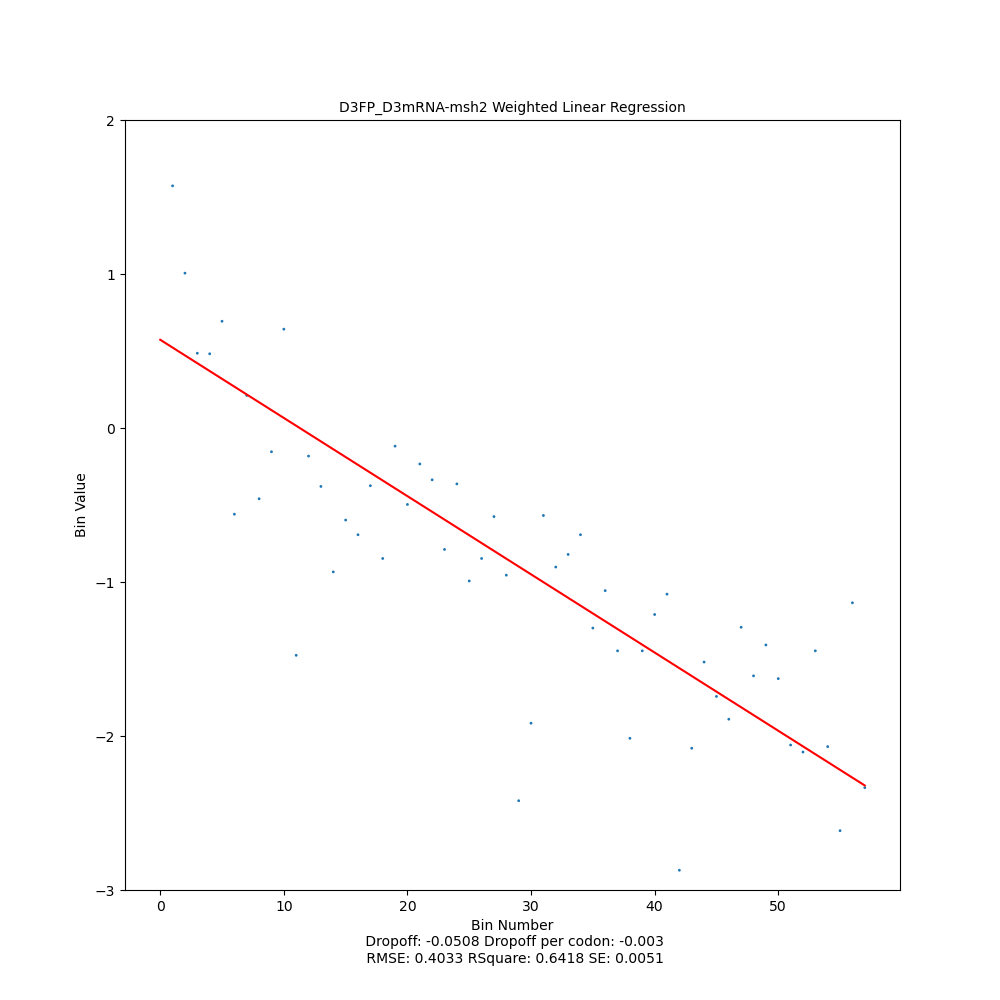 D3FP_D3mRNA-msh2 Weighted Linear Regression
2
1
0
−1
−2
−3
Bin Value
0 10 20 30 40 50
Bin Number
Dropoff: -0.0508 Dropoff per codon: -0.003
RMSE: 0.4033 RSquare: 0.6418 SE: 0.0051